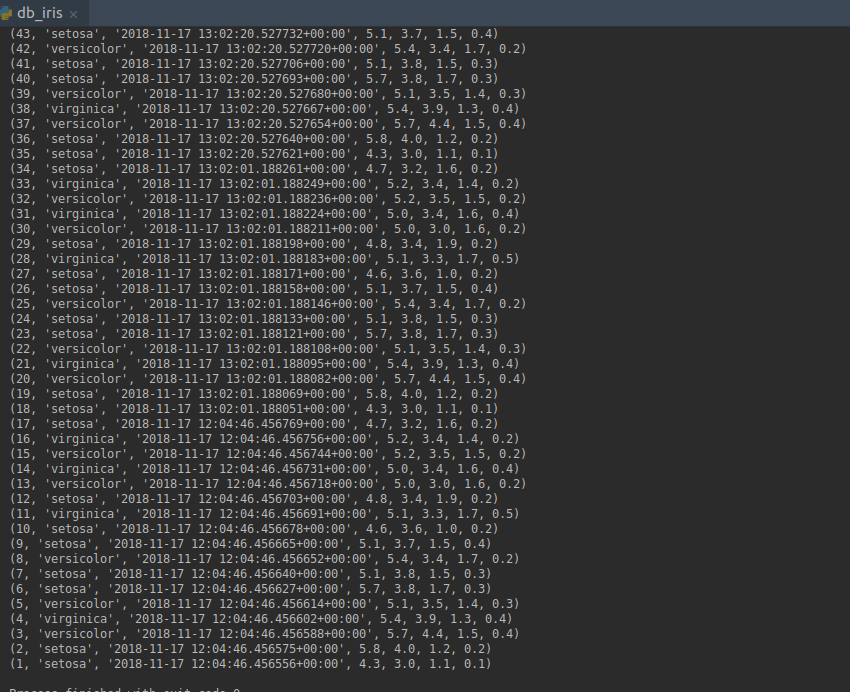 db_iris
(43, 'setosa', '2018-11-17 13:02:20.527732+00:00', 5.1, 3.7, 1.5, 0.4)
(42, 'versicolor', '2018-11-17 13:02:20.527720+00:00', 5.4, 3.4, 1.7, 0.2)
(41, 'setosa', '2018-11-17 13:02:20.527706+00:00', 5.1, 3.8, 1.5, 0.3)
(40, 'setosa', '2018-11-17 13:02:20.527693+00:00', 5.7, 3.8, 1.7, 0.3)
(39, 'versicolor', '2018-11-17 13:02:20.527680+00:00', 5.1, 3.5, 1.4, 0.3)
(38, 'virginica', '2018-11-17 13:02:20.527667+00:00', 5.4, 3.9, 1.3, 0.4)
(37, 'versicolor', '2018-11-17 13:02:20.527654+00:00', 5.7, 4.4, 1.5, 0.4)
(36, 'setosa', '2018-11-17 13:02:20.527640+00:00', 5.8, 4.0, 1.2, 0.2)
(35, 'setosa', '2018-11-17 13:02:20.527621+00:00', 4.3, 3.0, 1.1, 0.1)
(34, 'setosa', '2018-11-17 13:02:01.188261+00:00', 4.7, 3.2, 1.6, 0.2)
(33, 'virginica', '2018-11-17 13:02:01.188249+00:00', 5.2, 3.4, 1.4, 0.2)
(32, 'versicolor', '2018-11-17 13:02:01.188236+00:00', 5.2, 3.5, 1.5, 0.2)
(31, 'virginica', '2018-11-17 13:02:01.188224+00:00', 5.0, 3.4, 1.6, 0.4)
(30, 'versicolor', '2018-11-17 13:02:01.188211+00:00', 5.0, 3.0, 1.6, 0.2)
(29, 'setosa', '2018-11-17 13:02:01.188198+00:00', 4.8, 3.4, 1.9, 0.2)
(28, 'virginica', '2018-11-17 13:02:01.188183+00:00', 5.1, 3.3, 1.7, 0.5)
(27, 'setosa', '2018-11-17 13:02:01.188171+00:00', 4.6, 3.6, 1.0, 0.2)
(26, 'setosa', '2018-11-17 13:02:01.188158+00:00', 5.1, 3.7, 1.5, 0.4)
(25, 'versicolor', '2018-11-17 13:02:01.188146+00:00', 5.4, 3.4, 1.7, 0.2)
(24, 'setosa', '2018-11-17 13:02:01.188133+00:00', 5.1, 3.8, 1.5, 0.3)
(23, 'setosa', '2018-11-17 13:02:01.188121+00:00', 5.7, 3.8, 1.7, 0.3)
(22, 'versicolor', '2018-11-17 13:02:01.188108+00:00', 5.1, 3.5, 1.4, 0.3)
(21, 'virginica', '2018-11-17 13:02:01.188095+00:00', 5.4, 3.9, 1.3, 0.4)
(20, 'versicolor', '2018-11-17 13:02:01.188082+00:00', 5.7, 4.4, 1.5, 0.4)
(19, 'setosa', '2018-11-17 13:02:01.188069+00:00', 5.8, 4.0, 1.2, 0.2)
(18, 'setosa', '2018-11-17 13:02:01.188051+00:00', 4.3, 3.0, 1.1, 0.1)
(17, 'setosa', '2018-11-17 12:04:46.456769+00:00', 4.7, 3.2, 1.6, 0.2)
(16, 'virginica', '2018-11-17 12:04:46.456756+00:00', 5.2, 3.4, 1.4, 0.2)
(15, 'versicolor', '2018-11-17 12:04:46.456744+00:00', 5.2, 3.5, 1.5, 0.2)
(14, 'virginica', '2018-11-17 12:04:46.456731+00:00', 5.0, 3.4, 1.6, 0.4)
(13, 'versicolor', '2018-11-17 12:04:46.456718+00:00', 5.0, 3.0, 1.6, 0.2)
(12, 'setosa', '2018-11-17 12:04:46.456703+00:00', 4.8, 3.4, 1.9, 0.2)
(11, 'virginica', '2018-11-17 12:04:46.456691+00:00', 5.1, 3.3, 1.7, 0.5)
(10, 'setosa', '2018-11-17 12:04:46.456678+00:00', 4.6, 3.6, 1.0, 0.2)
(9, 'setosa', '2018-11-17 12:04:46.456665+00:00', 5.1, 3.7, 1.5, 0.4)
(8, 'versicolor', '2018-11-17 12:04:46.456652+00:00', 5.4, 3.4, 1.7, 0.2)
(7, 'setosa', '2018-11-17 12:04:46.456640+00:00', 5.1, 3.8, 1.5, 0.3)
(6, 'setosa', '2018-11-17 12:04:46.456627+00:00', 5.7, 3.8, 1.7, 0.3)
(5, 'versicolor', '2018-11-17 12:04:46.456614+00:00', 5.1, 3.5, 1.4, 0.3)
(4, 'virginica', '2018-11-17 12:04:46.456602+00:00', 5.4, 3.9, 1.3, 0.4)
(3, 'versicolor', '2018-11-17 12:04:46.456588+00:00', 5.7, 4.4, 1.5, 0.4)
(2, 'setosa', '2018-11-17 12:04:46.456575+00:00', 5.8, 4.0, 1.2, 0.2)
(1, 'setosa', '2018-11-17 12:04:46.456556+00:00', 4.3, 3.0, 1.1, 0.1)
Process finished with exit code 0